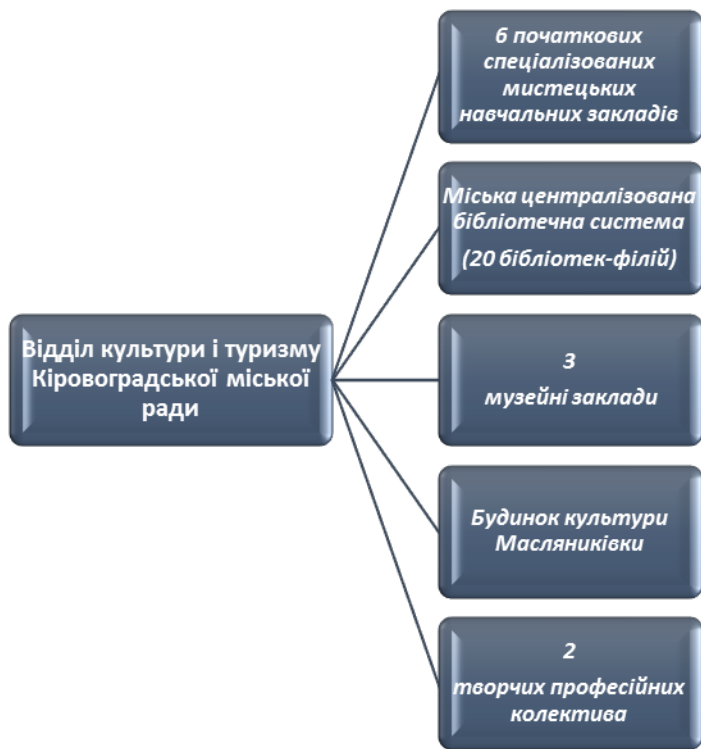 6 початкових
спеціалізованих
мистецьких
навчальних закладів
Міська централізована
бібліотечна система
(20 бібліотек-філій)
Відділ культури і туризму
Кіровоградської міської
ради
3
музейні заклади
Будинок культури
Масляниківки
2
творчих професійних
колектива